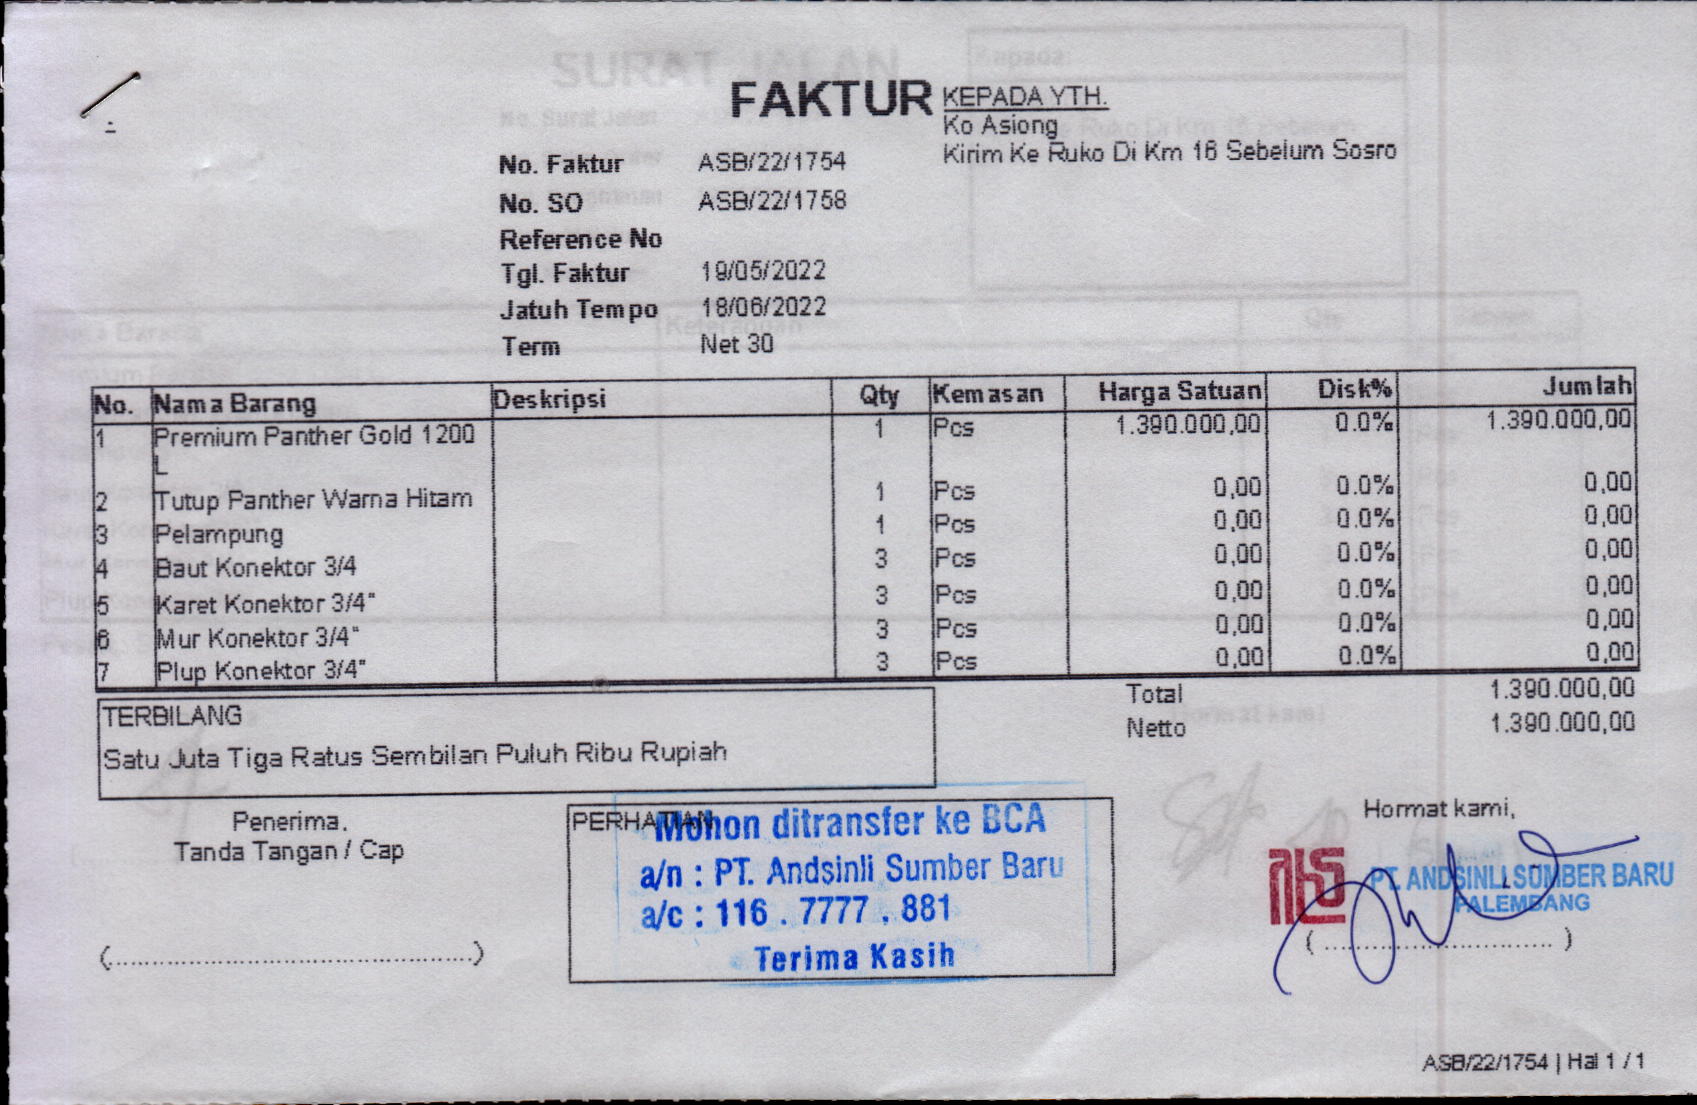 FAKTUR
KEPADA YTH.
Ko Asiong
Kirim Ke Ruko Di Km 16 Sebelum Sosro
No. Faktur ASB/22/1754
No. SO ASB/22/1758
Reference No
Tgl. Faktur 19/05/2022
Jatuh Tempo 18/06/2022
Term Net 30
No. Nama Barang Deskripsi Qty Kemasan Harga Satuan Disk% Jumlah
1 Premium Panther Gold 1200 1 Pcs 1.390.000,00 0.0% 1.390.000,00
L
2 Tutup Panther Warna Hitam 1 Pcs 0,00 0.0% 0,00
3 Pelampung 1 Pcs 0,00 0.0% 0,00
4 Baut Konektor 3/4 3 Pcs 0,00 0.0% 0,00
5 Karet Konektor 3/4" 3 Pcs 0,00 0.0% 0,00
6 Mur Konektor 3/4" 3 Pcs 0,00 0.0% 0,00
7 Plup Konektor 3/4" 3 Pcs 0,00 0.0% 0,00
Total 1.390.000,00
Netto 1.390.000,00
TERBILANG
Satu Juta Tiga Ratus Sembilan Puluh Ribu Rupiah
Penerima,
Tanda Tangan / Cap
(................................................)
PERHATIAN
Mohon ditransfer ke BCA
a/n : PT. Andsinli Sumber Baru
a/c : 116 . 7777 . 881
Terima Kasih
Hormat kami,
PT. ANDSINLI SUMBER BARU
PALEMBANG
(..............................)
ASB/22/1754 | Hal 1 / 1